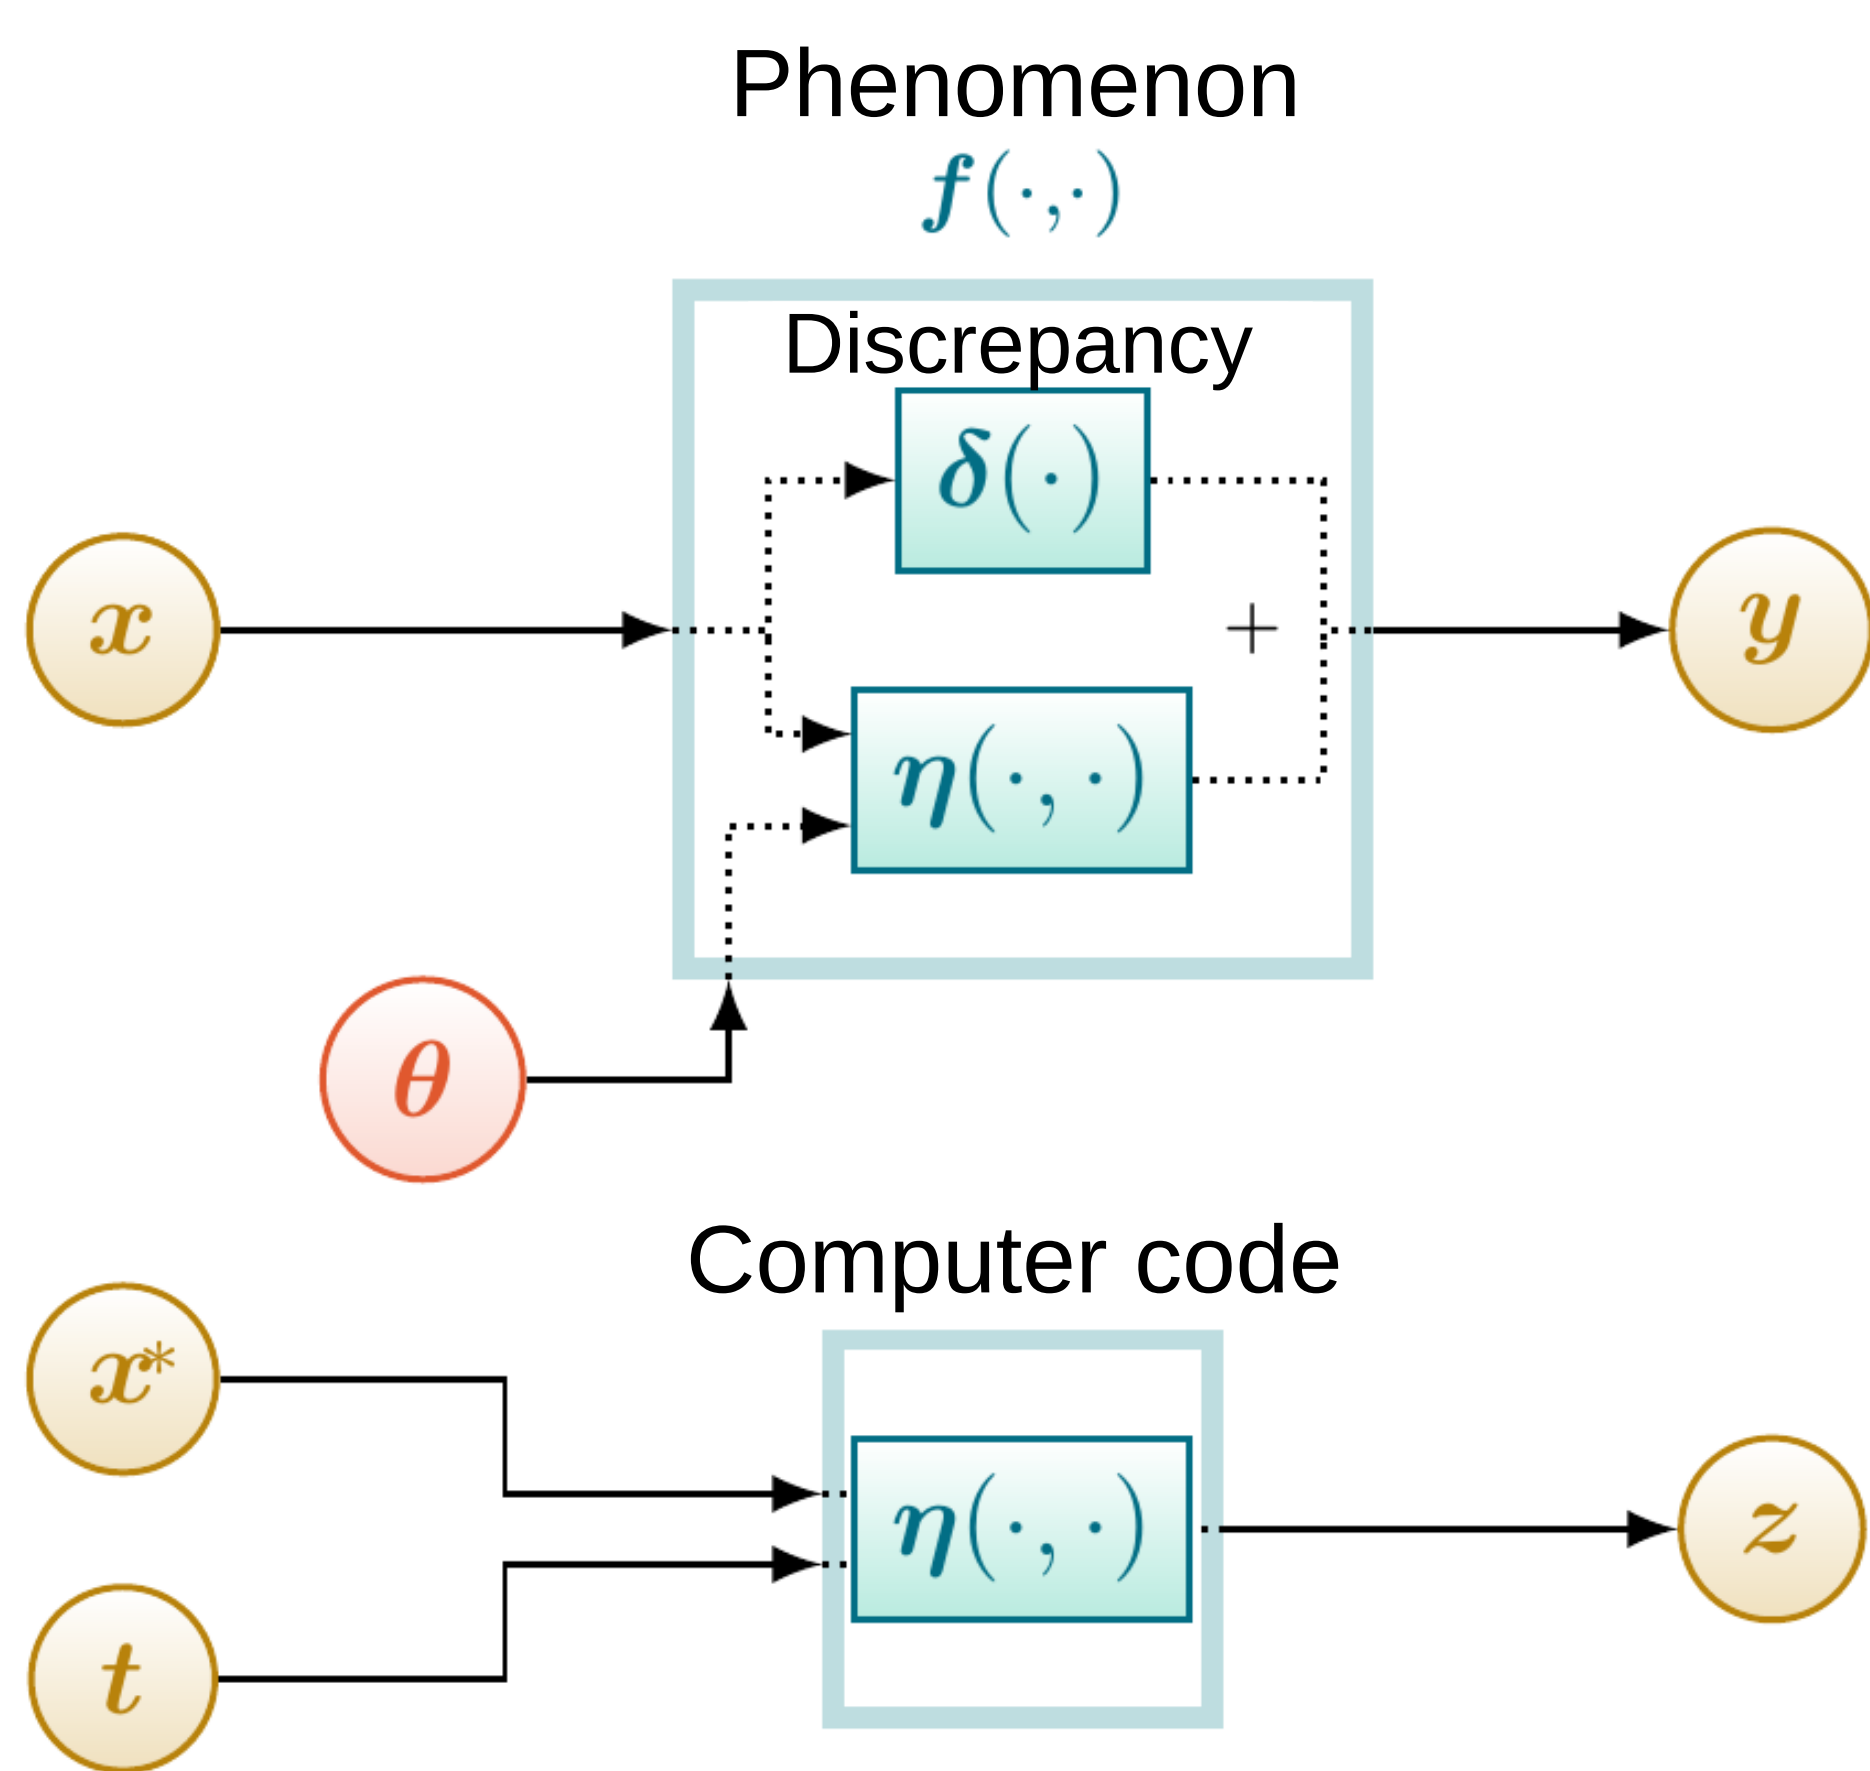 Phenomenon
f(·,·)
Discrepancy
δ(·)
x
+
y
η(·,·)
θ
Computer code
x*
η(·,·)
z
t